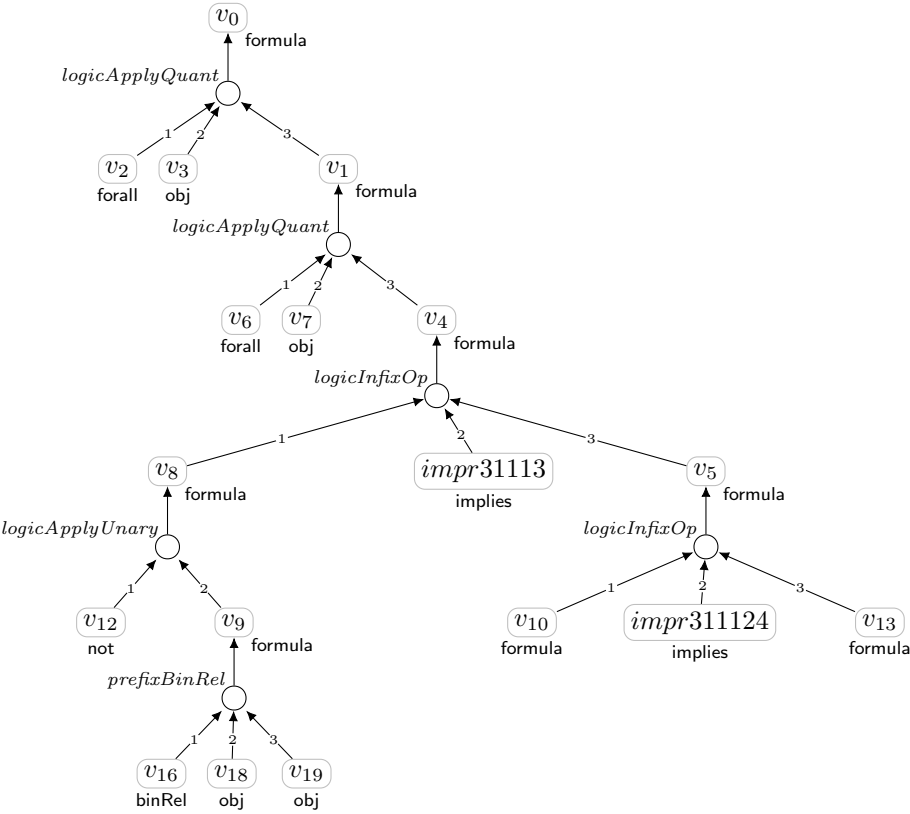 v0
formula
logicApplyQuant
1 2 3
v2 v3 v1
forall obj formula
logicApplyQuant
1 2 3
v6 v7 v4
forall obj formula
logicInfixOp
1 2 3
v8 impr31113 v5
formula implies formula
logicApplyUnary logicInfixOp
1 2 1 2 3
v12 v9 v10 impr311124 v13
not formula formula implies formula
prefixBinRel
1 2 3
v16 v18 v19
binRel obj obj